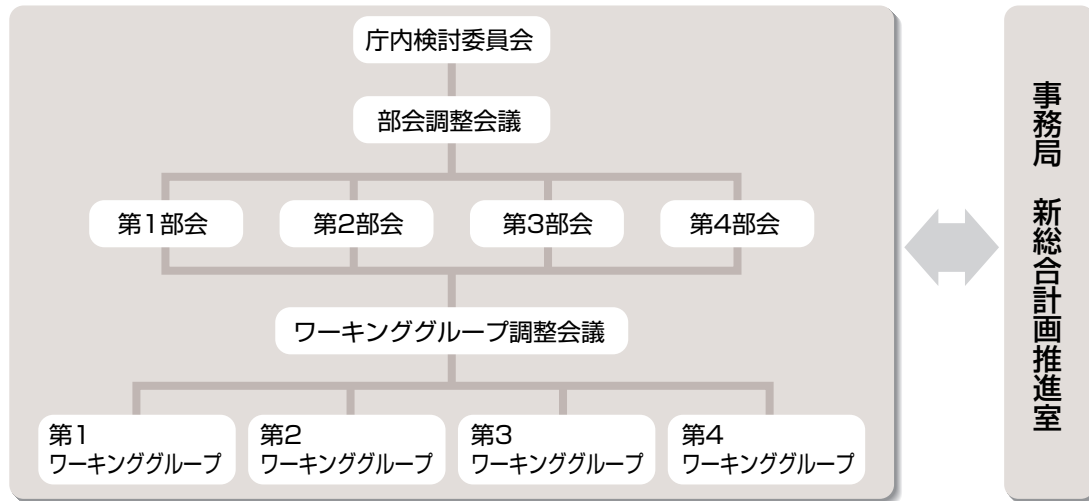 庁内検討委員会
部会調整会議
第1部会
第2部会
第3部会
第4部会
ワーキンググループ調整会議
第1
ワーキンググループ
第2
ワーキンググループ
第3
ワーキンググループ
第4
ワーキンググループ
事務局　新総合計画推進室